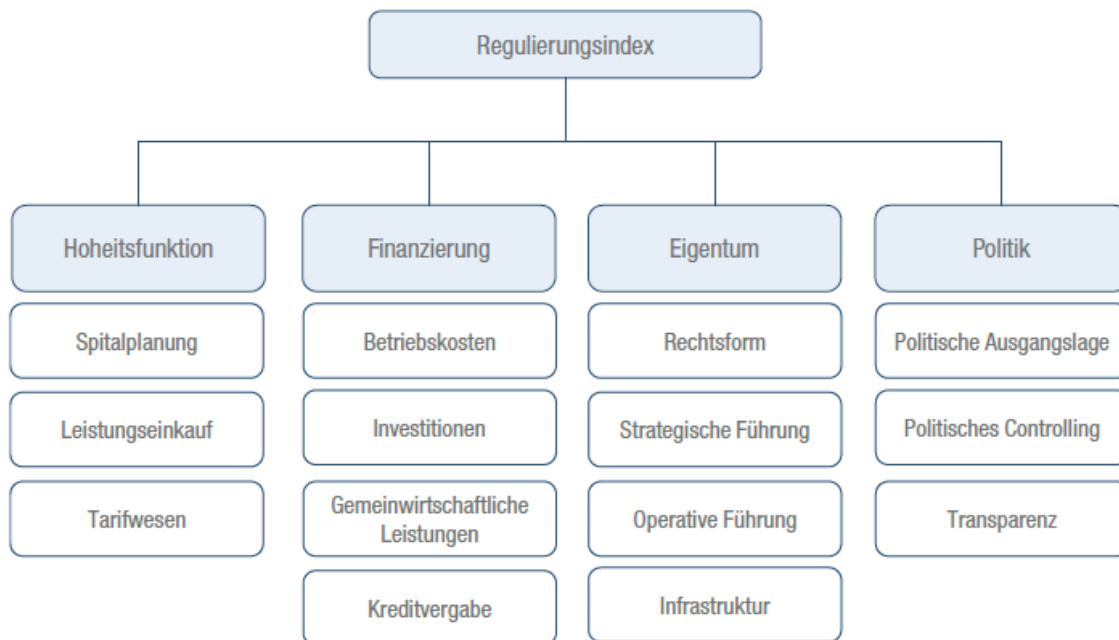 Regulierungsindex
Hoheitsfunktion
Spitalplanung
Leistungseinkauf
Tarifwesen
Finanzierung
Betriebskosten
Investitionen
Gemeinwirtschaftliche
Leistungen
Kreditvergabe
Eigentum
Rechtsform
Strategische Führung
Operative Führung
Infrastruktur
Politik
Politische Ausgangslage
Politisches Controlling
Transparenz